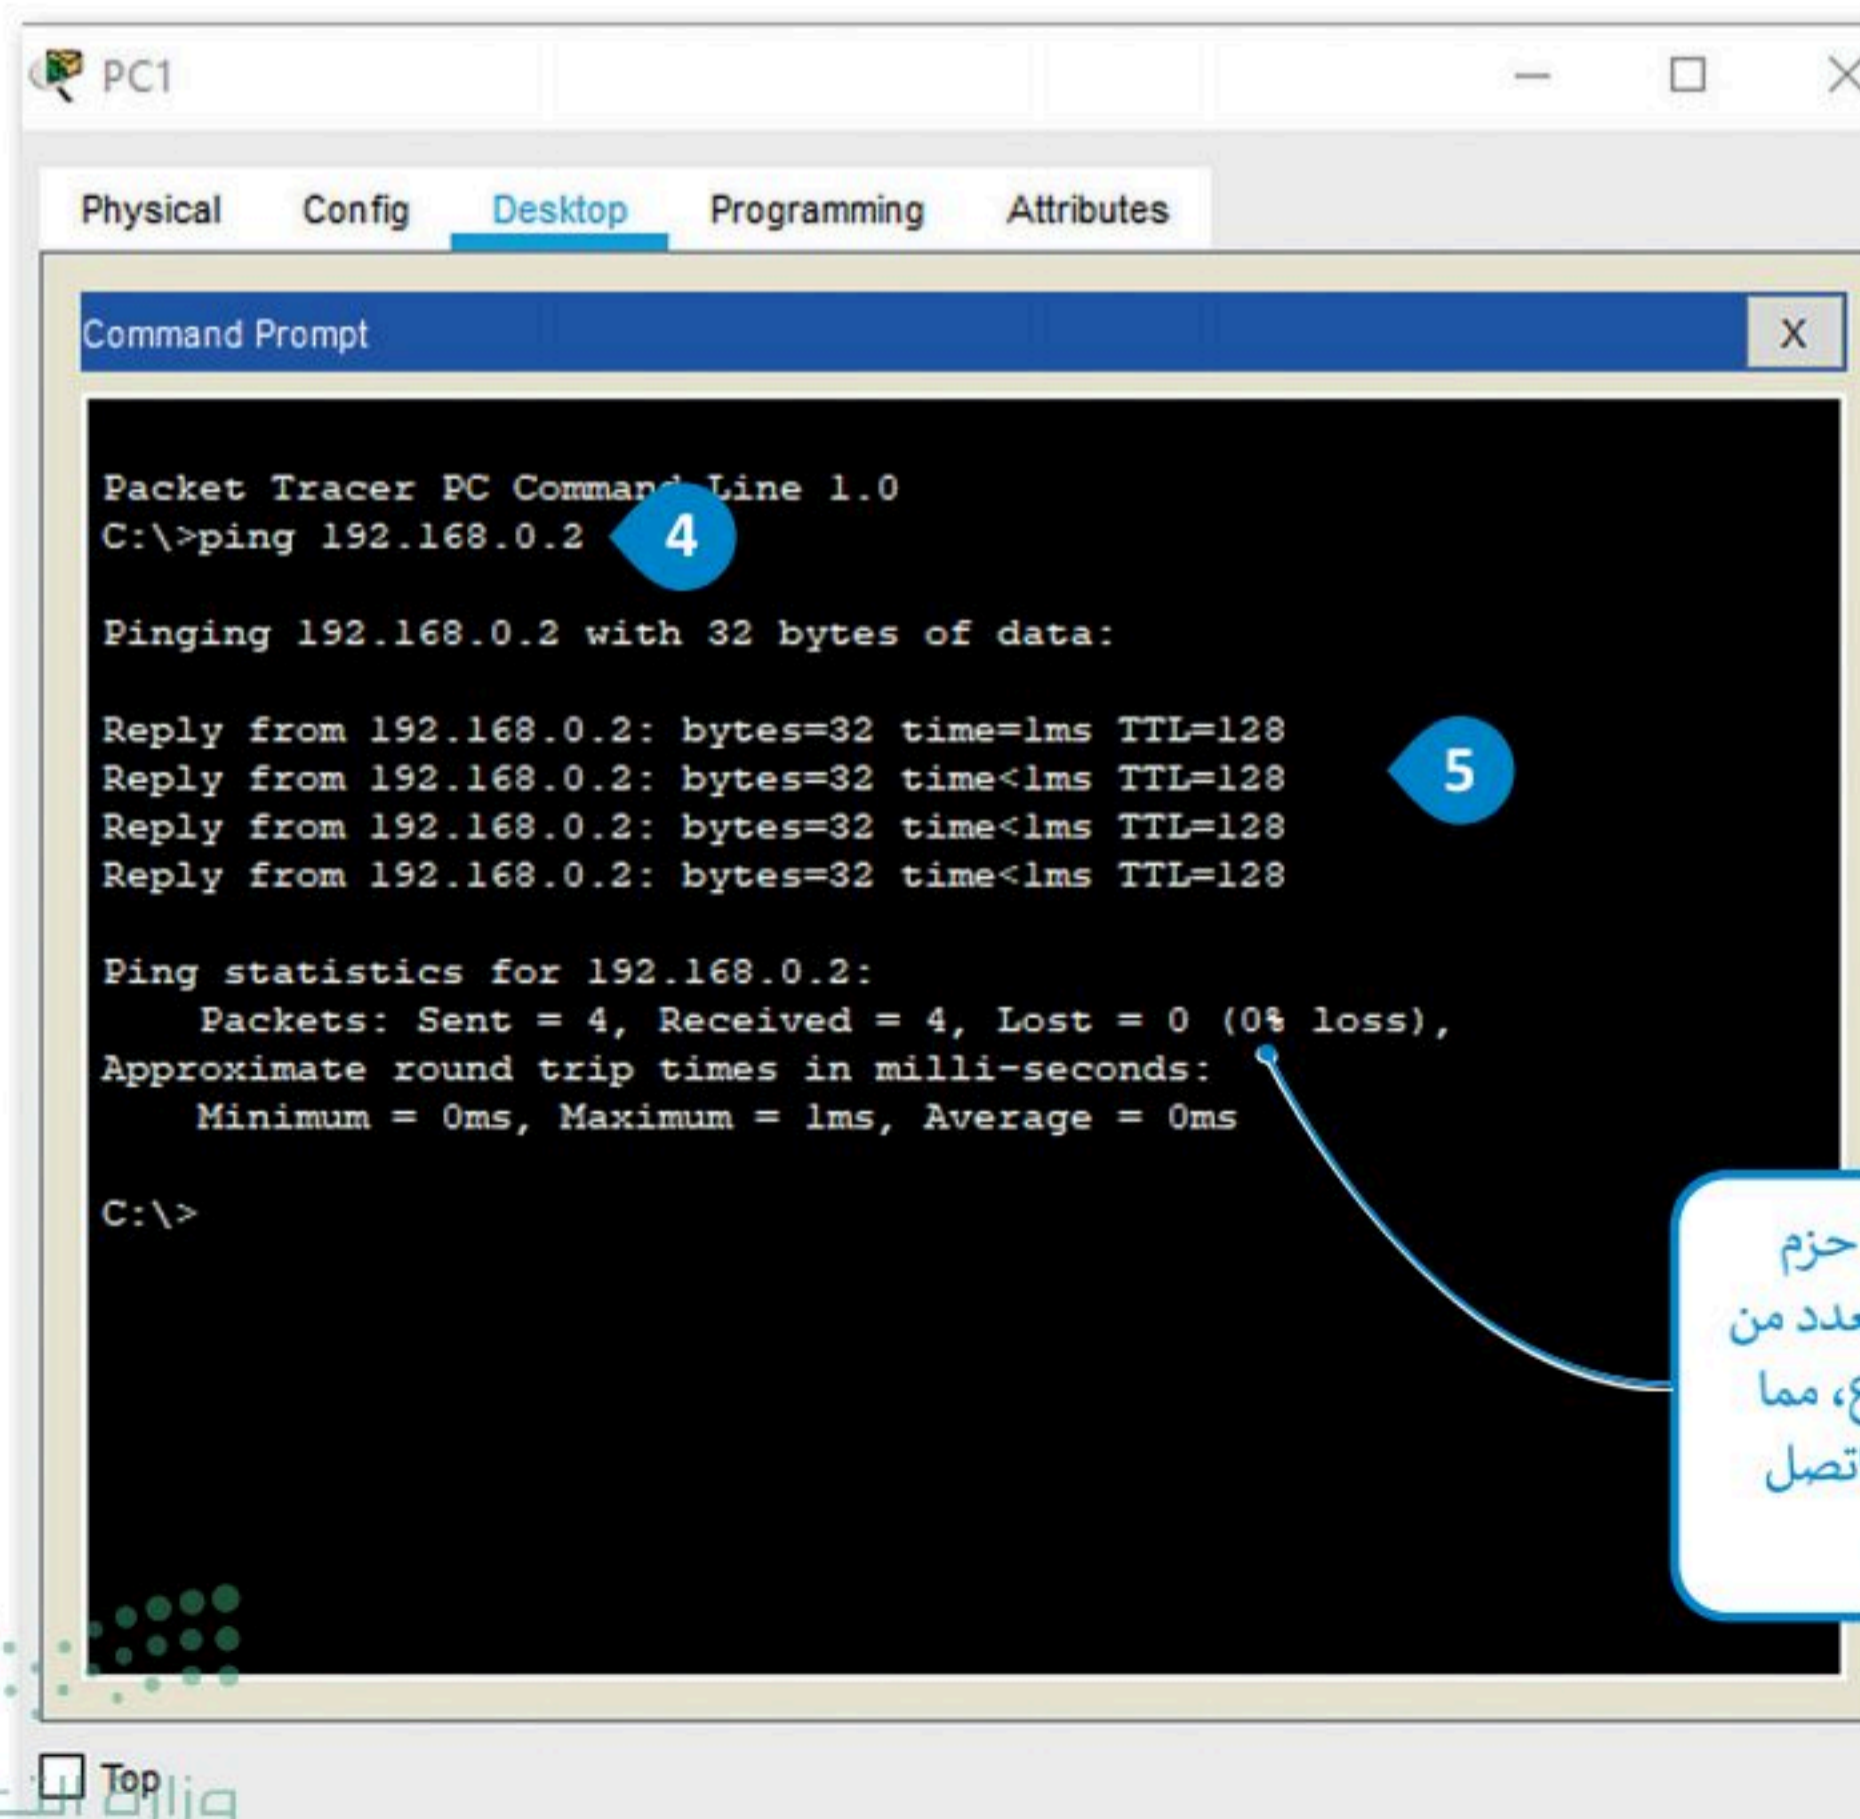 PC1
Physical Config Desktop Programming Attributes
Command Prompt
X
Packet Tracer PC Command Line 1.0
C:\>ping 192.168.0.2
4
Pinging 192.168.0.2 with 32 bytes of data:
Reply from 192.168.0.2: bytes=32 time=1ms TTL=128
Reply from 192.168.0.2: bytes=32 time<1ms TTL=128
5
Reply from 192.168.0.2: bytes=32 time<1ms TTL=128
Reply from 192.168.0.2: bytes=32 time<1ms TTL=128
Ping statistics for 192.168.0.2:
Packets: Sent = 4, Received = 4, Lost = 0 (0% loss),
Approximate round trip times in milli-seconds:
Minimum = 0ms, Maximum = 1ms, Average = 0ms
C:\>
حزم
من
مما
تصل
Top
وزارة